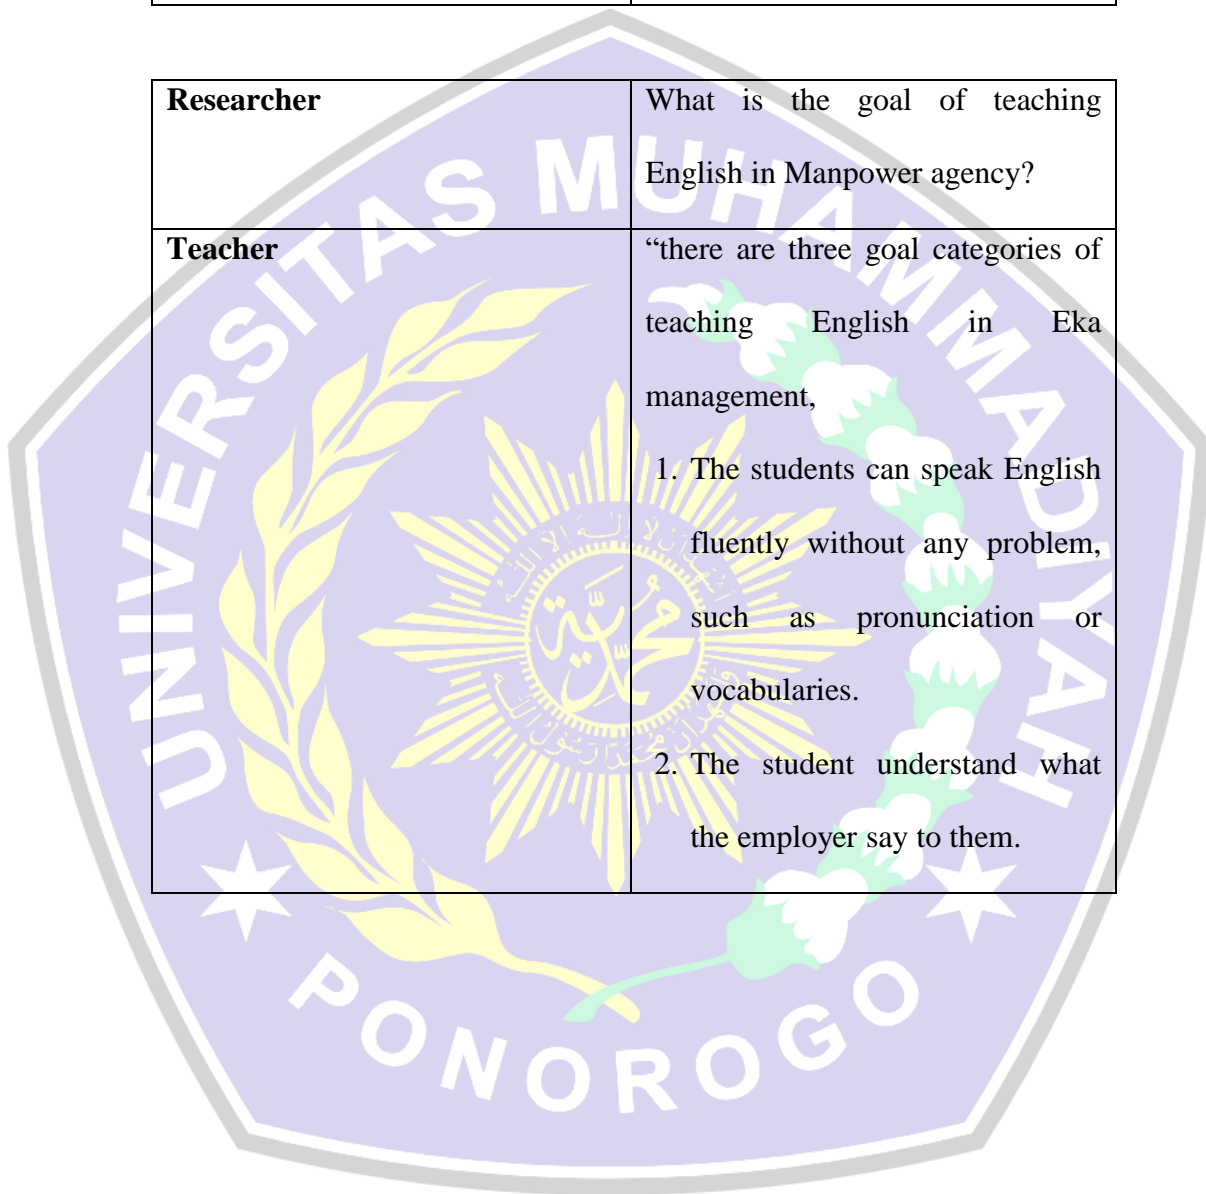 Researcher
What is the goal of teaching
English in Manpower agency?
Teacher
“there are three goal categories of
teaching English in Eka
management,
1. The students can speak English
fluently without any problem,
such as pronunciation or
vocabularies.
2. The student understand what
the employer say to them.
UNIVERSITAS MUHAMMADIYAH
PONOROGO
محمدية